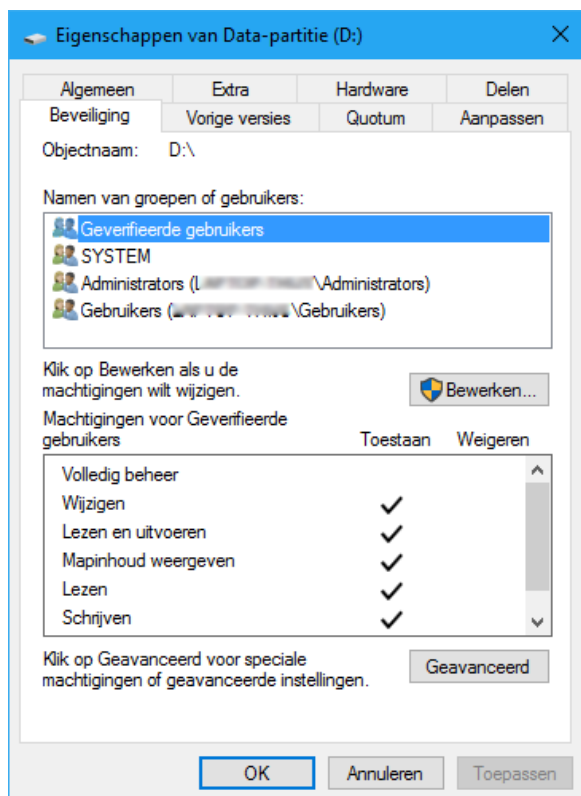 Eigenschappen van Data-partitie (D:)
Algemeen Extra Hardware Delen
Beveiliging Vorige versies Quotum Aanpassen
Objectnaam: D:\
Namen van groepen of gebruikers:
Geverifieerde gebruikers
SYSTEM
Administrators ( \Administrators)
Gebruikers ( \Gebruikers)
Klik op Bewerken als u de
machtigingen wilt wijzigen.
Bewerken...
Machtigingen voor Geverifieerde
gebruikers Toestaan Weigeren
Volledig beheer
Wijzigen
Lezen en uitvoeren
Mapinhoud weergeven
Lezen
Schrijven
Klik op Geavanceerd voor speciale
machtigingen of geavanceerde instellingen.
Geavanceerd
OK Annuleren Toepassen